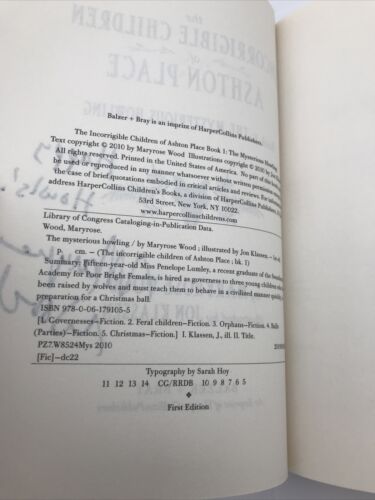 Balzer + Bray is an imprint of HarperCollins Publishers.
The Incorrigible Children of Ashton Place Book 1: The Mysterious Howling
Text copyright © 2010 by Maryrose Wood Illustrations copyright © 2010 by Jon
All rights reserved. Printed in the United States of America. No part of this book
be used or reproduced in any manner whatsoever without written permission
the case of brief quotations embodied in critical articles and reviews. For information
address HarperCollins Children's Books, a division of HarperCollins Publishers,
53rd Street, New York, NY 10022.
www.harpercollinschildrens.com
Library of Congress Cataloging-in-Publication Data
Wood, Maryrose.
The mysterious howling / by Maryrose Wood ; illustrated by Jon Klassen. —
p. cm. – (The incorrigible children of Ashton Place ; bk. 1)
Summary: Fifteen-year-old Miss Penelope Lumley, a recent graduate of the
Academy for Poor Bright Females, is hired as governess to three young children who
been raised by wolves and must teach them to behave in a civilized manner quickly, in
preparation for a Christmas ball.
ISBN 978-0-06-179105-5
[1. Governesses–Fiction. 2. Feral children–Fiction. 3. Orphans–Fiction. 4. Balls
(Parties)–Fiction. 5. Christmas–Fiction.] I. Klassen, J., ill. II. Title.
PZ7.W8524Mys 2010
[Fic]–dc22
Typography by Sarah Hoy
11 12 13 14 CG/RRDB 10 9 8 7 6 5
First Edition
the
CORRIGIBLE CHILDREN
of
ASHTON PLACE